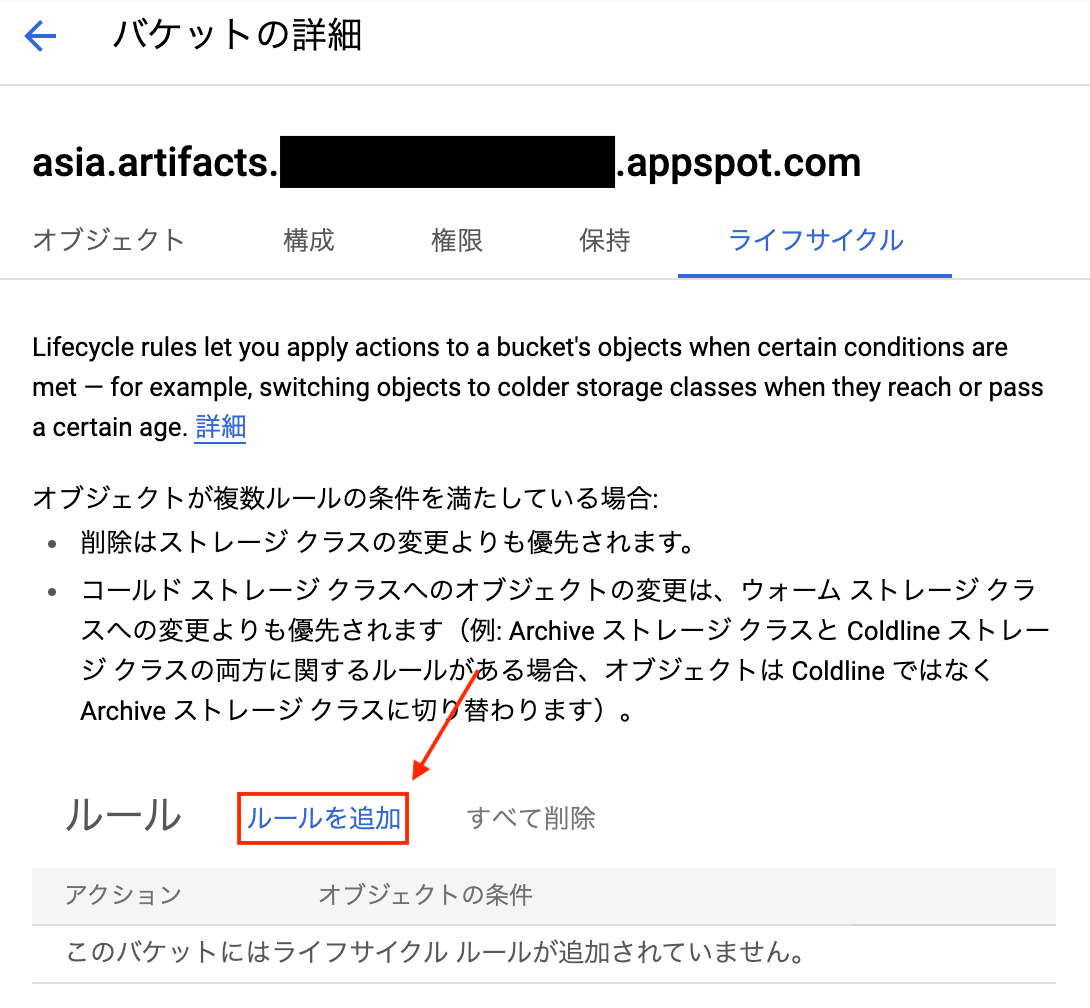 バケットの詳細
asia.artifacts. .appspot.com
オブジェクト 構成 権限 保持 ライフサイクル
Lifecycle rules let you apply actions to a bucket's objects when certain conditions are
met — for example, switching objects to colder storage classes when they reach or pass
a certain age. 詳細
オブジェクトが複数ルールの条件を満たしている場合:
• 削除はストレージ クラスの変更よりも優先されます。
• コールド ストレージ クラスへのオブジェクトの変更は、ウォーム ストレージ クラ
スへの変更よりも優先されます（例: Archive ストレージ クラスと Coldline ストレー
ジ クラスの両方に関するルールがある場合、オブジェクトは Coldline ではなく
Archive ストレージ クラスに切り替わります）。
ルール ルールを追加 すべて削除
アクション オブジェクトの条件
このバケットにはライフサイクル ルールが追加されていません。